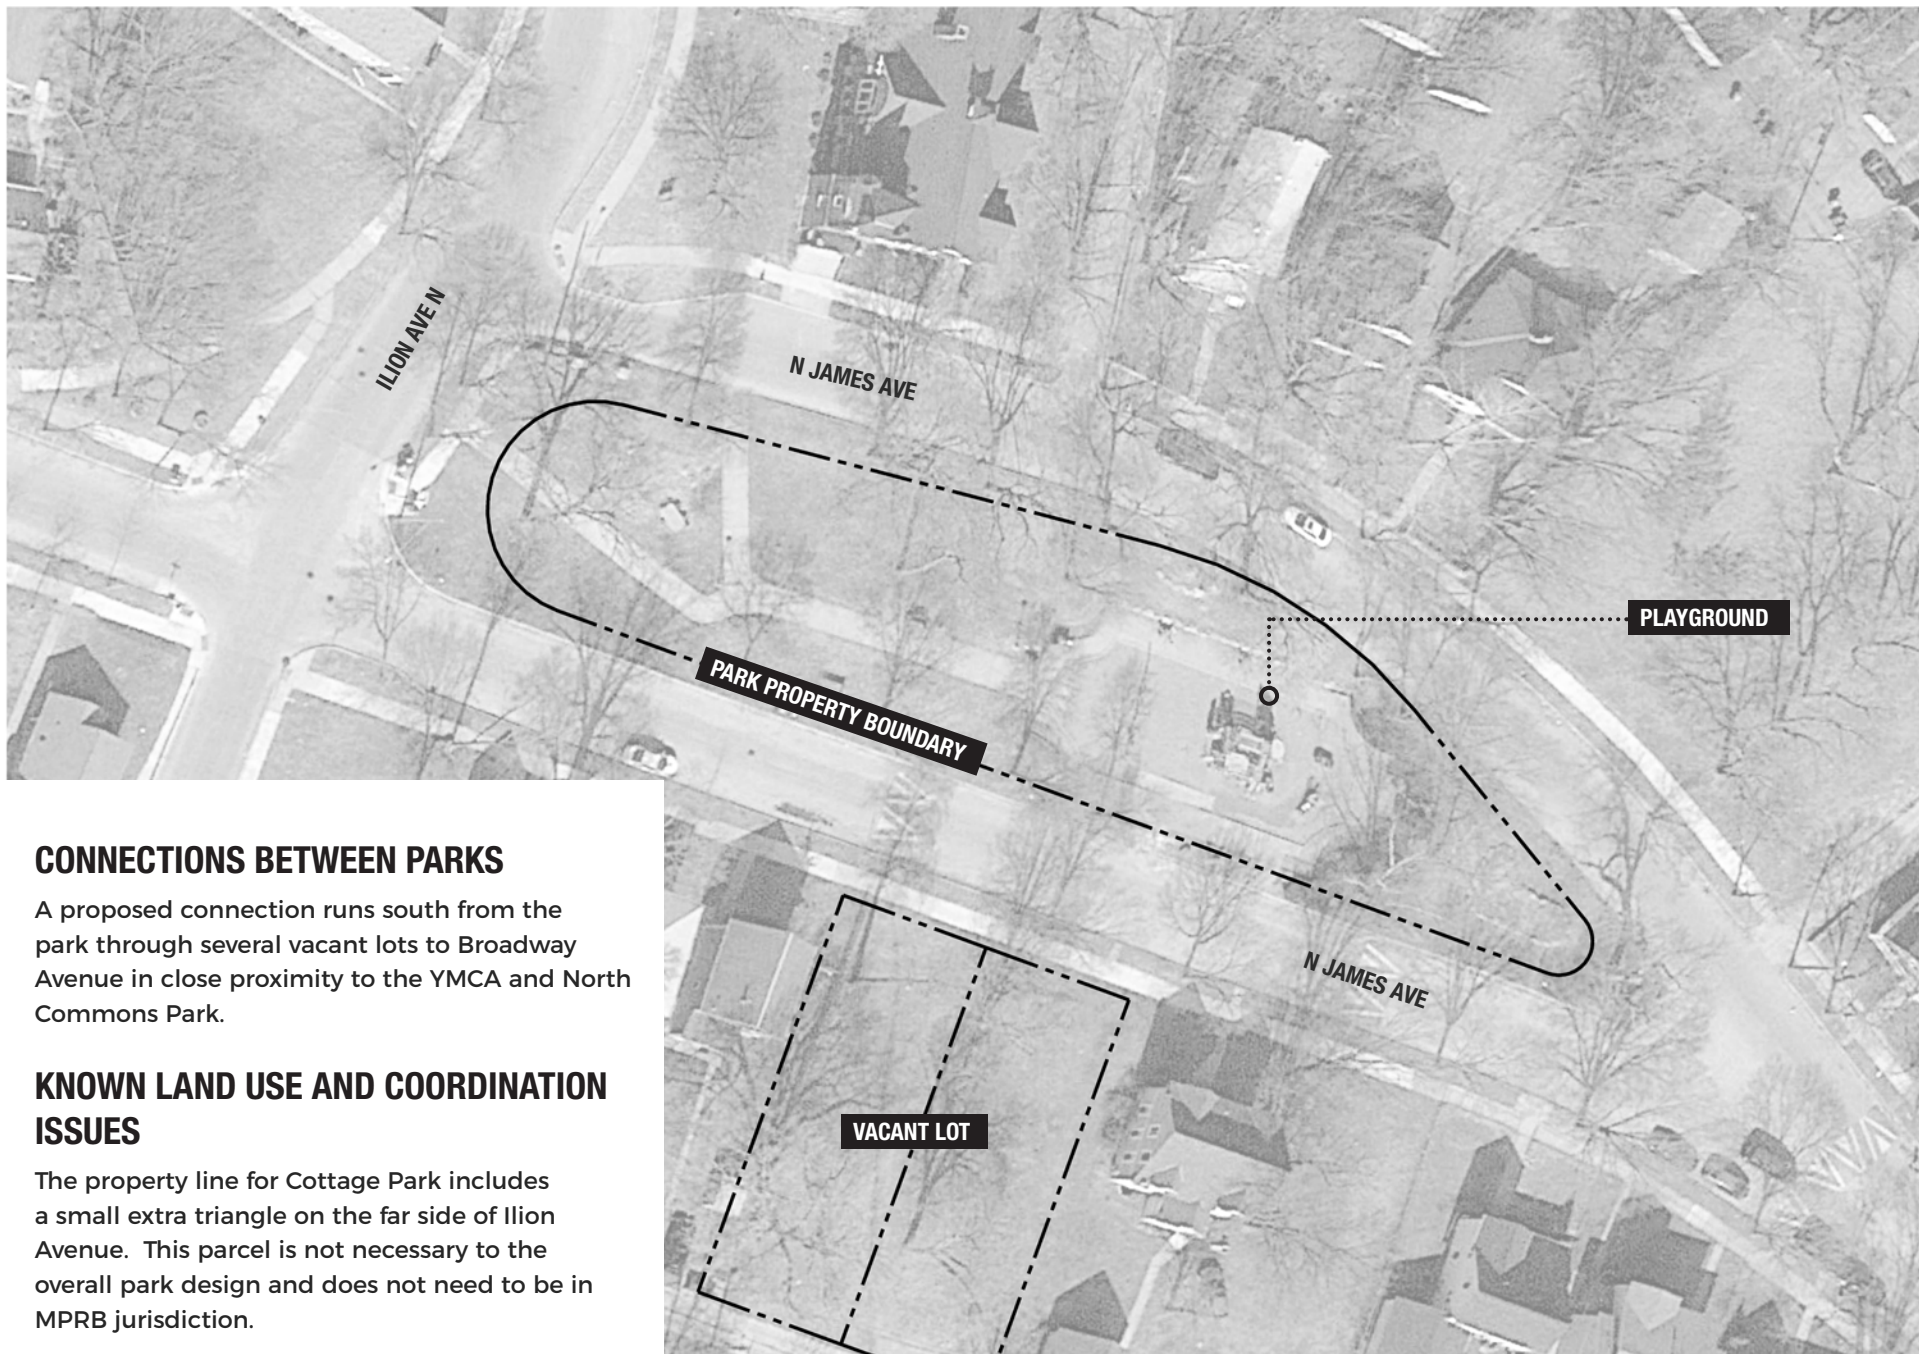 ILION AVE N
N JAMES AVE
PLAYGROUND
PARK PROPERTY BOUNDARY
N JAMES AVE
VACANT LOT
CONNECTIONS BETWEEN PARKS
A proposed connection runs south from the
park through several vacant lots to Broadway
Avenue in close proximity to the YMCA and North
Commons Park.
KNOWN LAND USE AND COORDINATION
ISSUES
The property line for Cottage Park includes
a small extra triangle on the far side of Ilion
Avenue.  This parcel is not necessary to the
overall park design and does not need to be in
MPRB jurisdiction.